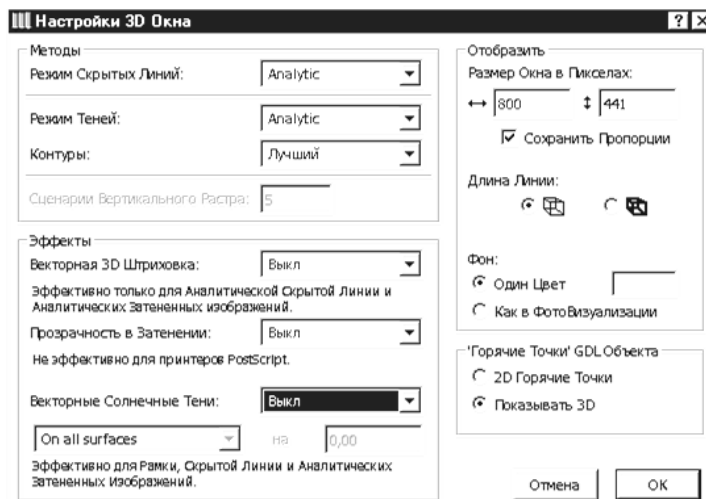 Настройки 3D Окна
Методы
Режим Скрытых Линий: Analytic
Режим Теней: Analytic
Контуры: Лучший
Сценарии Вертикального Растра: 5
Эффекты
Векторная 3D Штриховка: Выкл
Эффективно только для Аналитической Скрытой Линии и
Аналитических Затененных изображений.
Прозрачность в Затенении: Выкл
Не эффективно для принтеров PostScript.
Векторные Солнечные Тени: Выкл
On all surfaces на 0,00
Эффективно для Рамки, Скрытой Линии и Аналитических
Затененных Изображений.
Отобразить
Размер Окна в Пикселах:
800 441
Сохранить Пропорции
Длина Линии:
Фон:
Один Цвет
Как в ФотоВизуализации
'Горячие Точки' GDL Объекта
2D Горячие Точки
Показывать 3D
Отмена OK